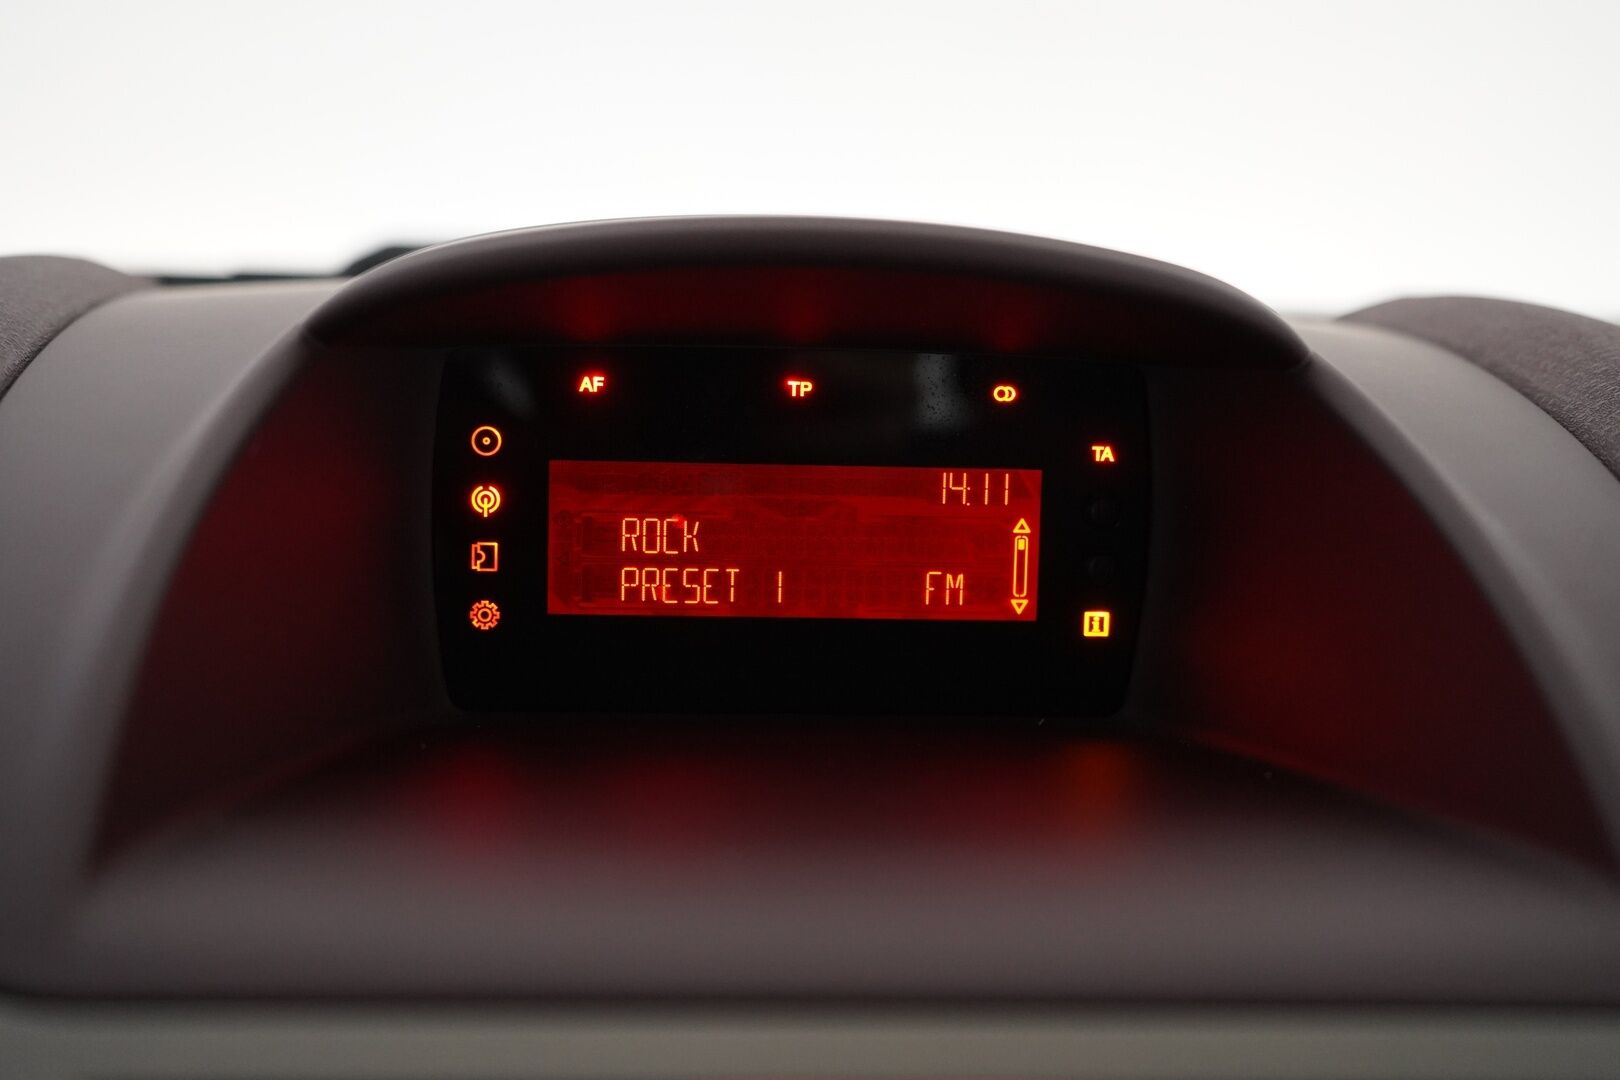 AF TP
TA
14:11
ROCK
PRESET 1 FM
i